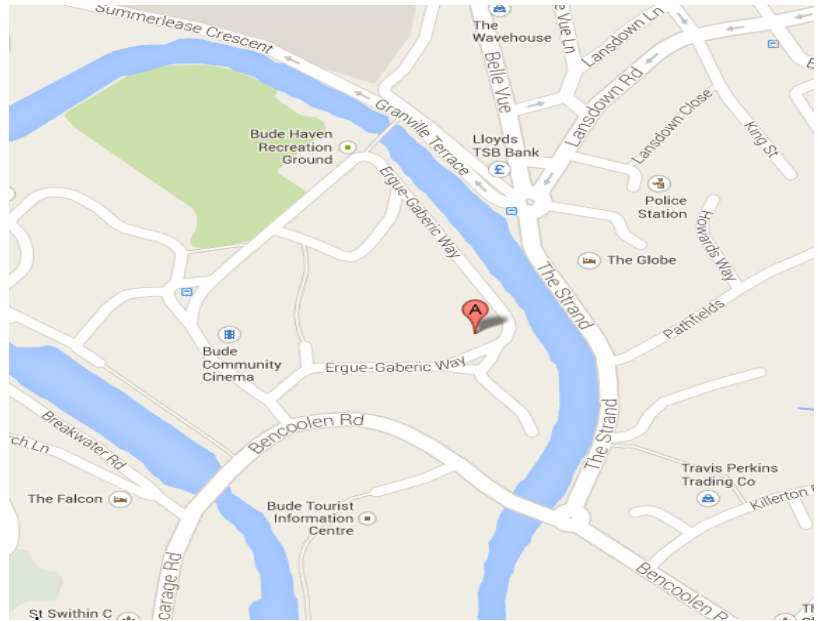 Summerlease Crescent
The
Wavehouse
Belle Vue
Vue Ln
Lansdown Ln
Lansdown Rd
Granville Terrace
Bude Haven
Recreation
Ground
Lloyds
TSB Bank
£
Lansdown Close
King St
Police
Station
Ergue-Gaberic Way
Howards Way
The Globe
The Strand
A
Pathfields
Bude
Community
Cinema
Ergue-Gaberic Way
Bencoolen Rd
The Strand
Breakwater Rd
rch Ln
The Falcon
Travis Perkins
Trading Co
Killerton
Bude Tourist
Information
Centre
carage Rd
Bencoolen R
St Swithin C
Th